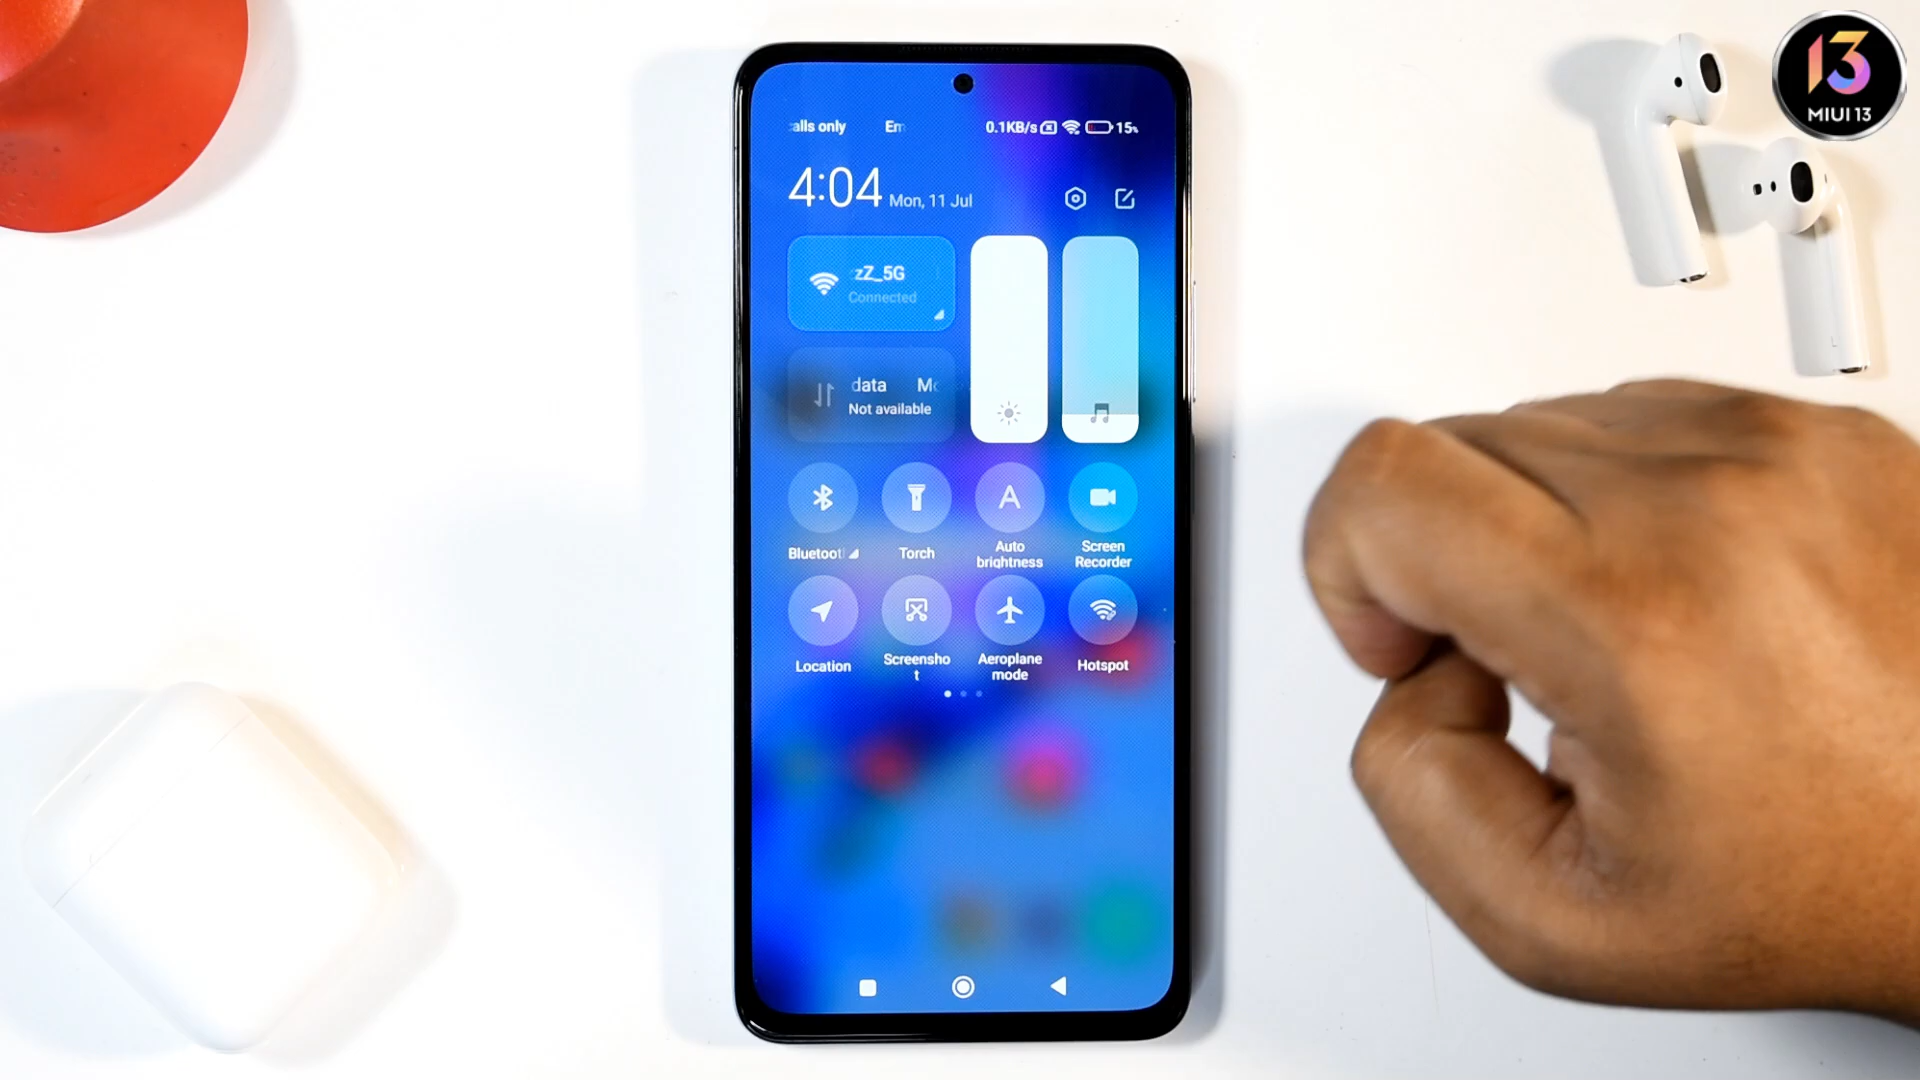 alls only Em 0.1KB/s 15%
4:04 Mon, 11 Jul
zZ_5G
Connected
data M
Not available
Bluetoot Torch Auto brightness Screen Recorder
Location Screensho
t Aeroplane mode Hotspot
13
MIUI 13
L